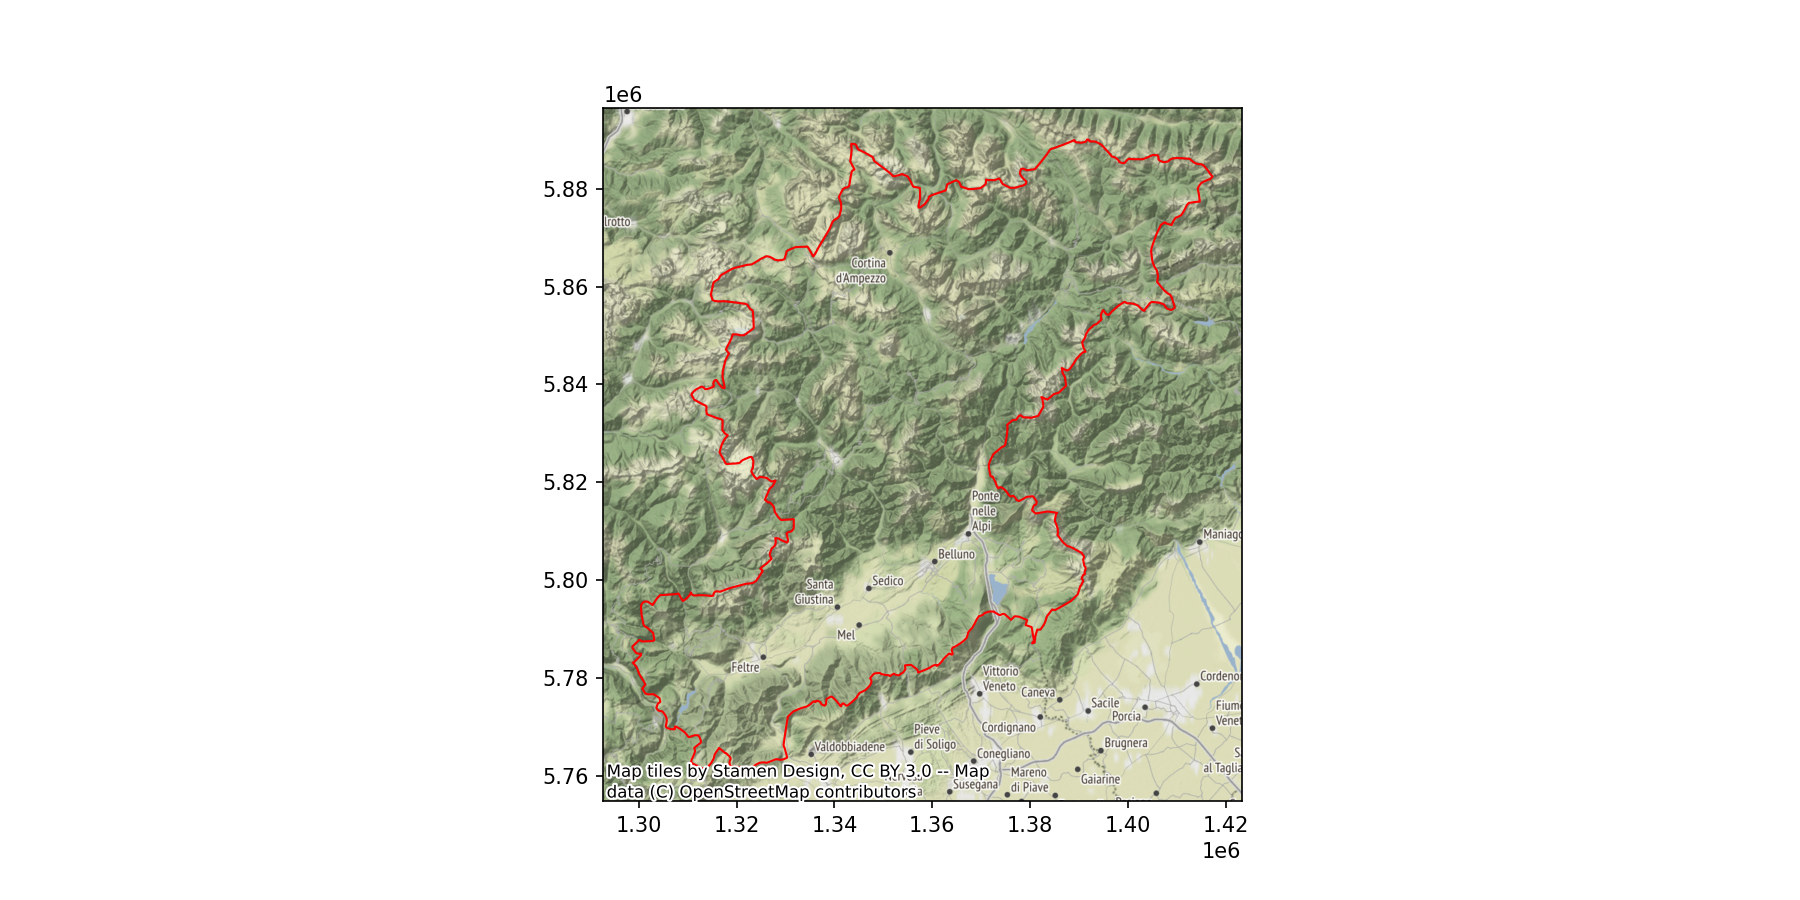 1e6
5.88
lrotto
Cortina
d'Ampezzo
5.86
5.84
5.82
Ponte
nelle
Alpi
Maniago
Belluno
5.80
Sedico
Santa
Giustina
Mel
Feltre
5.78
Vittorio
Veneto
Caneva
Cordenon
Sacile
Porcia
Fiume
Venet
Cordignano
Pieve
di Soligo
Brugnera
Valdobbiadene
Conegliano
S
al Taglia
5.76
Mareno
di Piave
Gaiarine
Susegana
Map tiles by Stamen Design, CC BY 3.0 -- Map
data (C) OpenStreetMap contributors
1.30 1.32 1.34 1.36 1.38 1.40 1.42
1e6